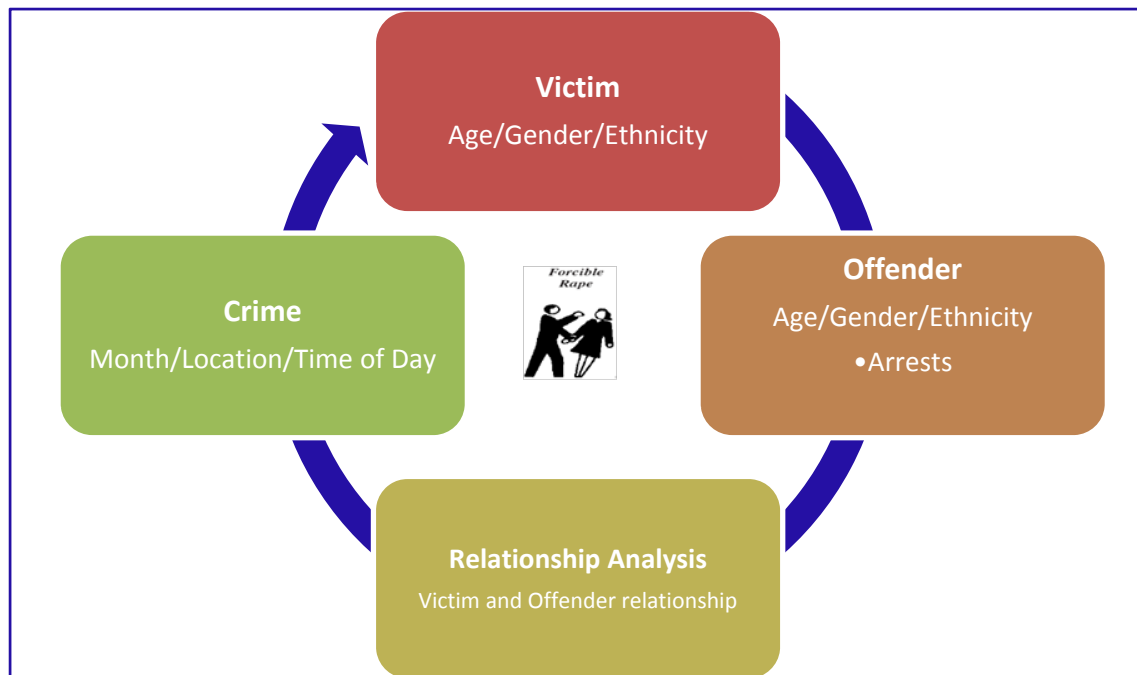 Victim
Age/Gender/Ethnicity
Offender
Age/Gender/Ethnicity
•Arrests
Relationship Analysis
Victim and Offender relationship
Crime
Month/Location/Time of Day
Forcible
Rape